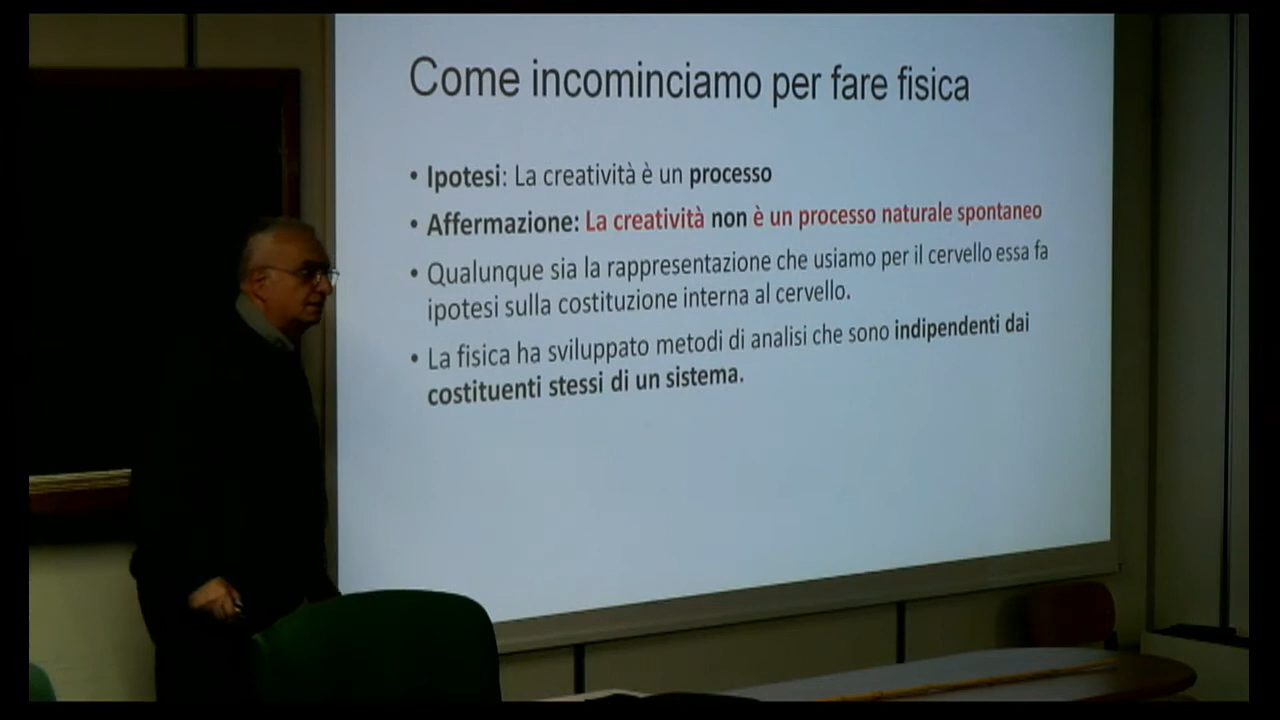 Come incominciamo per fare fisica
• Ipotesi: La creatività è un processo
• Affermazione: La creatività non è un processo naturale spontaneo
• Qualunque sia la rappresentazione che usiamo per il cervello essa fa
ipotesi sulla costituzione interna al cervello.
• La fisica ha sviluppato metodi di analisi che sono indipendenti dai
costituenti stessi di un sistema.